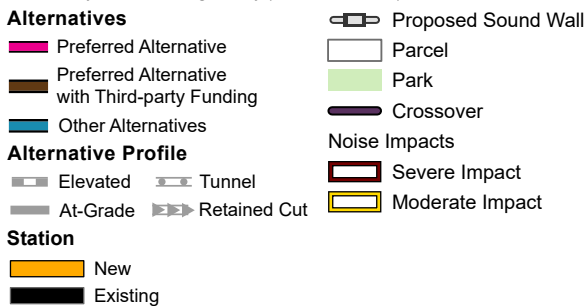 Alternatives
Preferred Alternative
Preferred Alternative
with Third-party Funding
Other Alternatives
Alternative Profile
Elevated Tunnel
At-Grade Retained Cut
Station
New
Existing
Proposed Sound Wall
Parcel
Park
Crossover
Noise Impacts
Severe Impact
Moderate Impact